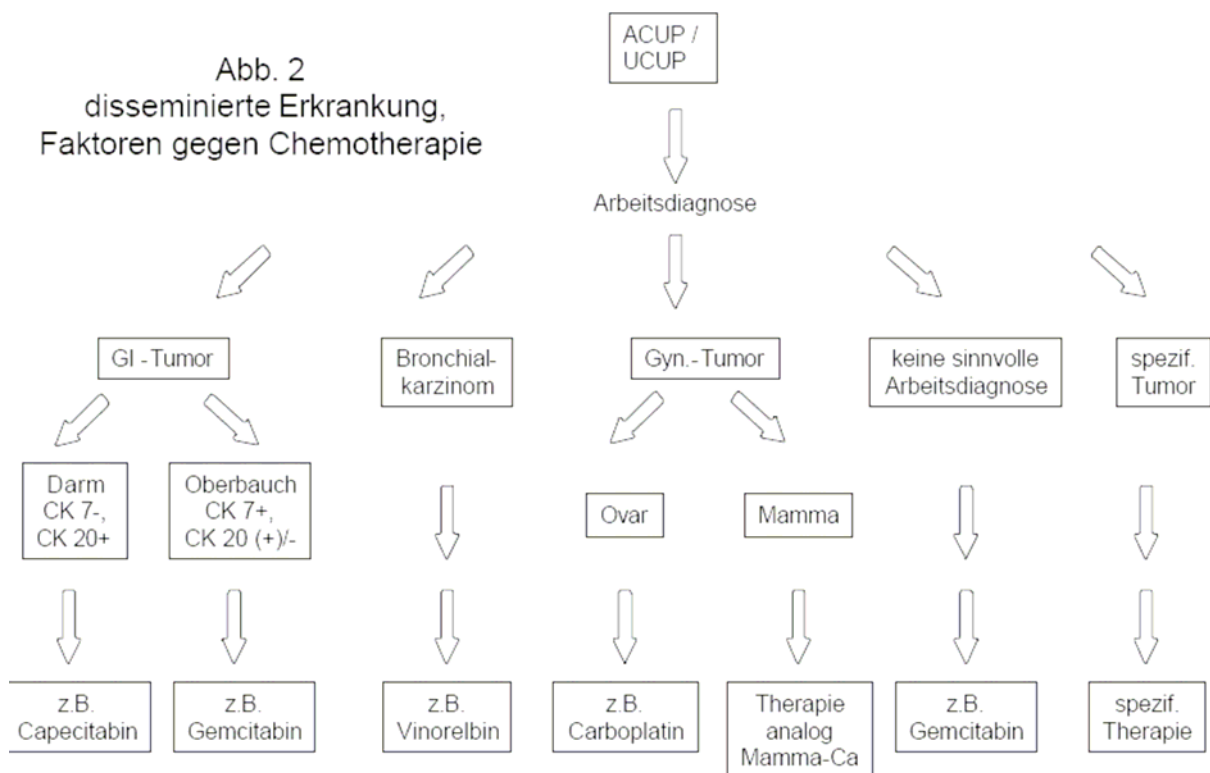 ACUP /
UCUP
Abb. 2
disseminierte Erkrankung,
Faktoren gegen Chemotherapie
Arbeitsdiagnose
GI -Tumor
Bronchial-
karzinom
Gyn.-Tumor
keine sinnvolle
Arbeitsdiagnose
spezif.
Tumor
Darm
CK 7-,
CK 20+
Oberbauch
CK 7+,
CK 20 (+)/-
Ovar
Mamma
z.B.
Capecitabin
z.B.
Gemcitabin
z.B.
Vinorelbin
z.B.
Carboplatin
Therapie
analog
Mamma-Ca
z.B.
Gemcitabin
spezif.
Therapie